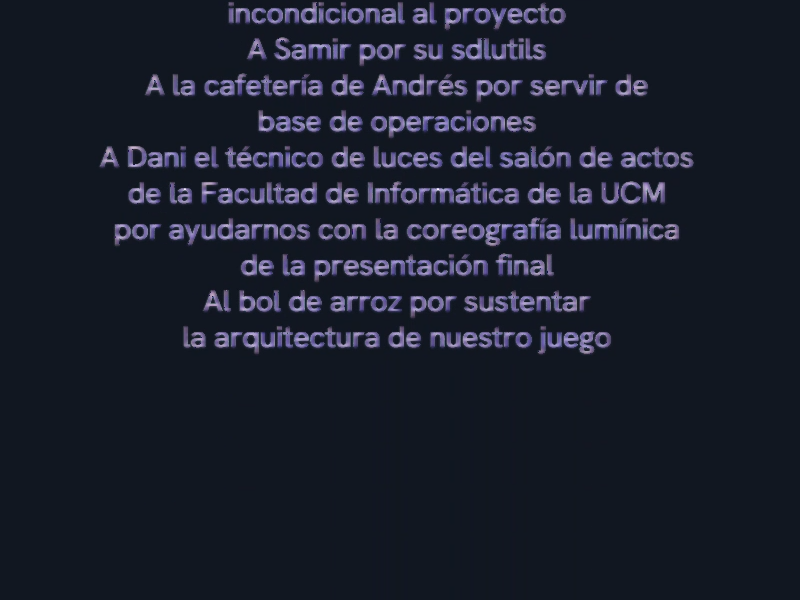 incondicional al proyecto
A Samir por su sdlutils
A la cafetería de Andrés por servir de
base de operaciones
A Dani el técnico de luces del salón de actos
de la Facultad de Informática de la UCM
por ayudarnos con la coreografía lumínica
de la presentación final
Al bol de arroz por sustentar
la arquitectura de nuestro juego